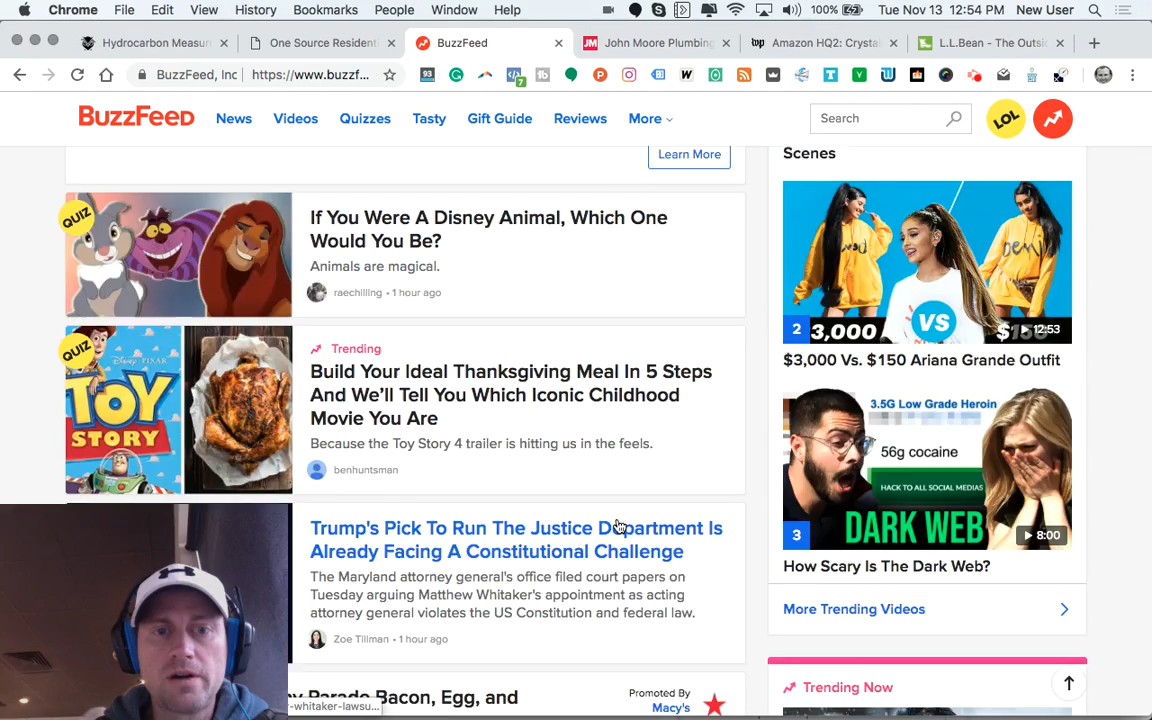 Chrome File Edit View History Bookmarks People Window Help 100% Tue Nov 13 12:54 PM New User
Hydrocarbon Measur × One Source Resident × BuzzFeed × John Moore Plumbing × Amazon HQ2: Crysta × L.L.Bean - The Outsi ×
BuzzFeed, Inc https://www.buzzf...
BuzzFeed News Videos Quizzes Tasty Gift Guide Reviews More Search LOL
Learn More
Scenes
QUIZ
If You Were A Disney Animal, Which One
Would You Be?
Animals are magical.
raechilling • 1 hour ago
2 3,000 VS $150 12:53
$3,000 Vs. $150 Ariana Grande Outfit
QUIZ
Disney PIXAR
TOY
STORY
Trending
Build Your Ideal Thanksgiving Meal In 5 Steps
And We'll Tell You Which Iconic Childhood
Movie You Are
Because the Toy Story 4 trailer is hitting us in the feels.
benhuntsman
3.5G Low Grade Heroin
56g cocaine
HACK TO ALL SOCIAL MEDIAS
DARK WEB
3 8:00
How Scary Is The Dark Web?
More Trending Videos
Trump's Pick To Run The Justice Department Is
Already Facing A Constitutional Challenge
The Maryland attorney general's office filed court papers on
Tuesday arguing Matthew Whitaker's appointment as acting
attorney general violates the US Constitution and federal law.
Zoe Tillman • 1 hour ago
Parade Bacon, Egg, and
Promoted By
Macy's
r-whitaker-lawsu...
Trending Now